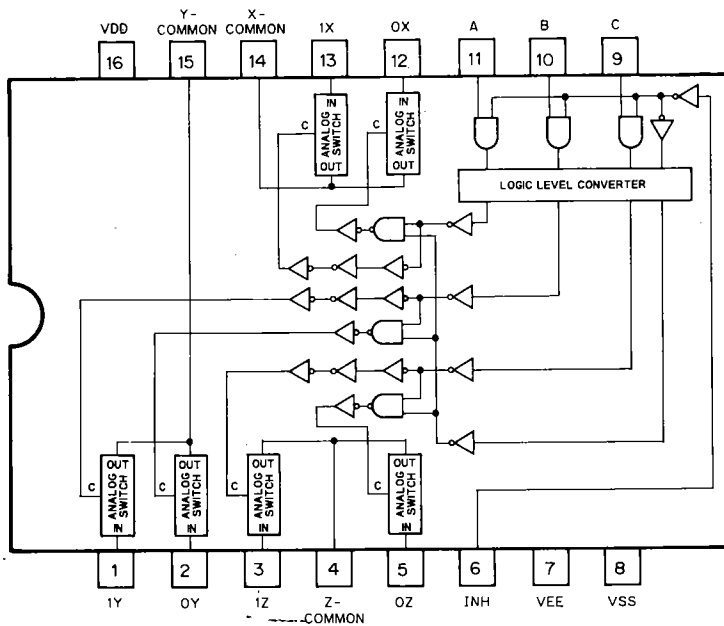 VDD
Y-
COMMON
X-
COMMON
1X
0X
A
B
C
16
15
14
13
12
11
10
9
IN
ANALOG
SWITCH
OUT
C
IN
ANALOG
SWITCH
OUT
C
LOGIC LEVEL CONVERTER
OUT
ANALOG
SWITCH
IN
C
OUT
ANALOG
SWITCH
IN
C
OUT
ANALOG
SWITCH
IN
C
OUT
ANALOG
SWITCH
IN
C
1
2
3
4
5
6
7
8
1Y
0Y
1Z
Z-
COMMON
0Z
INH
VEE
VSS